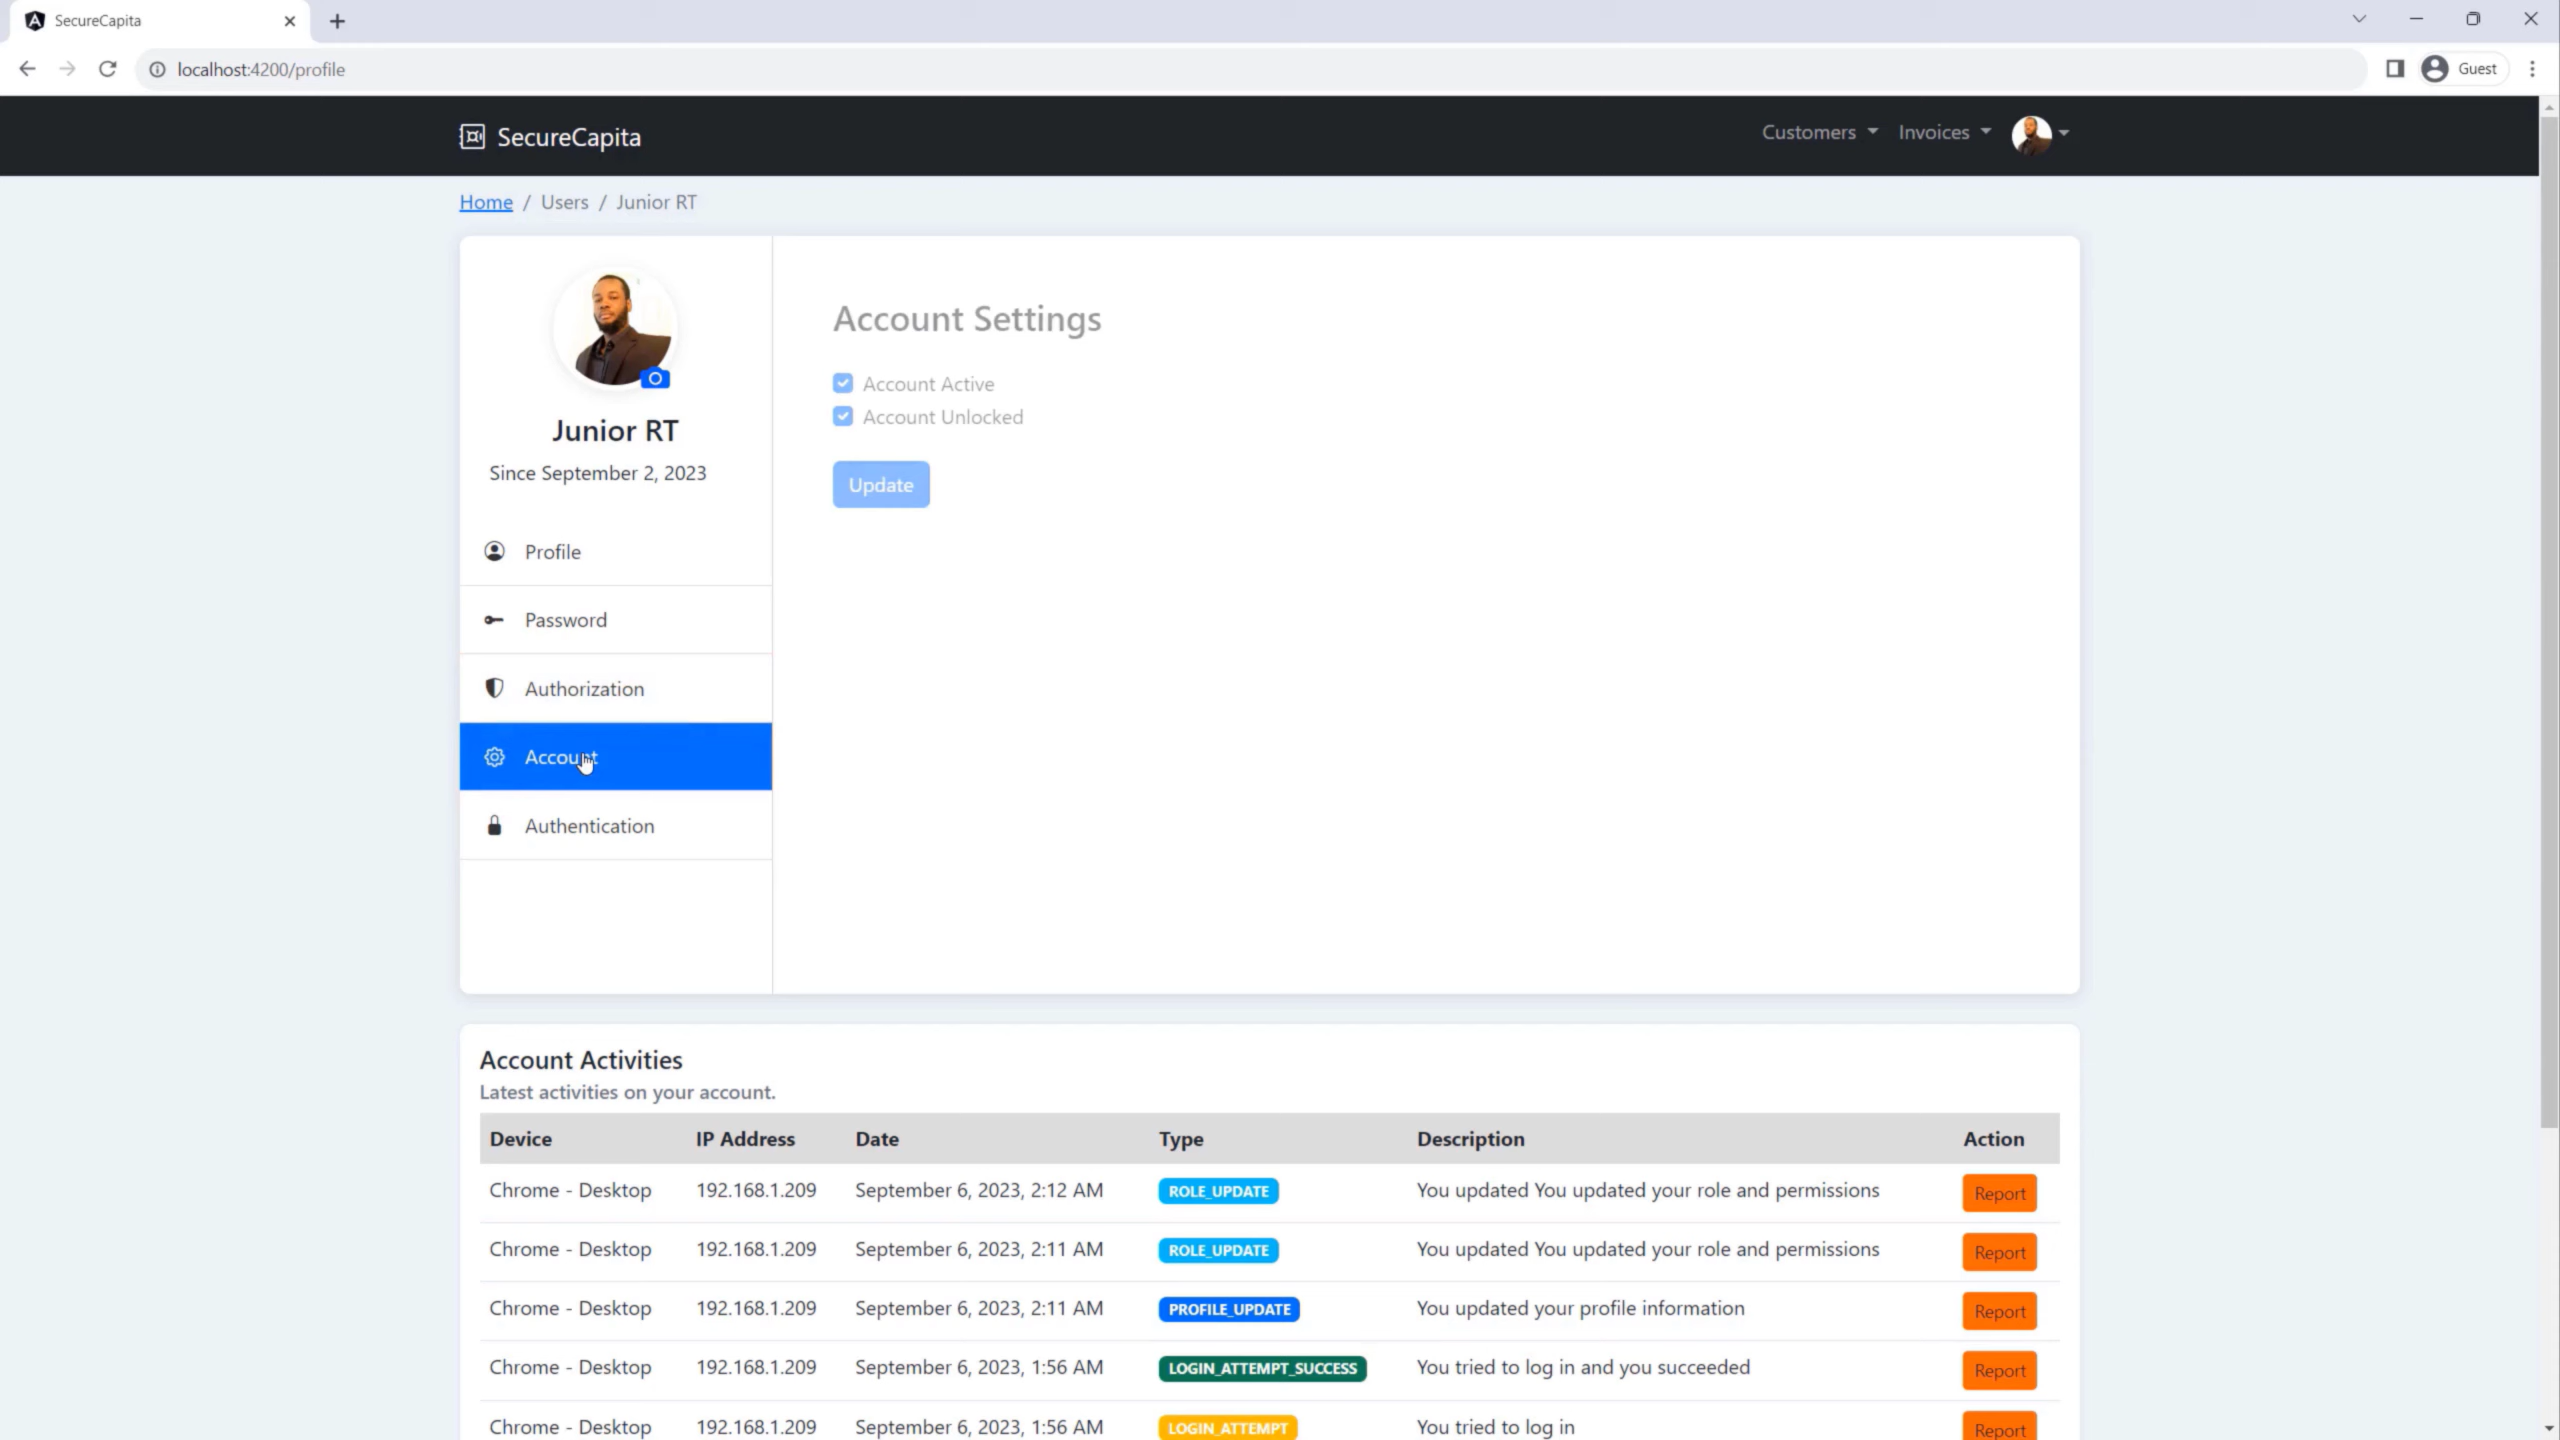 SecureCapita
localhost:4200/profile
Guest
SecureCapita
Customers
Invoices
Home / Users / Junior RT
Junior RT
Since September 2, 2023
Profile
Password
Authorization
Account
Authentication
Account Settings
Account Active
Account Unlocked
Update
Account Activities
Latest activities on your account.
Device IP Address Date Type Description Action
Chrome - Desktop 192.168.1.209 September 6, 2023, 2:12 AM ROLE_UPDATE You updated You updated your role and permissions Report
Chrome - Desktop 192.168.1.209 September 6, 2023, 2:11 AM ROLE_UPDATE You updated You updated your role and permissions Report
Chrome - Desktop 192.168.1.209 September 6, 2023, 2:11 AM PROFILE_UPDATE You updated your profile information Report
Chrome - Desktop 192.168.1.209 September 6, 2023, 1:56 AM LOGIN_ATTEMPT_SUCCESS You tried to log in and you succeeded Report
Chrome - Desktop 192.168.1.209 September 6, 2023, 1:56 AM LOGIN_ATTEMPT You tried to log in Report